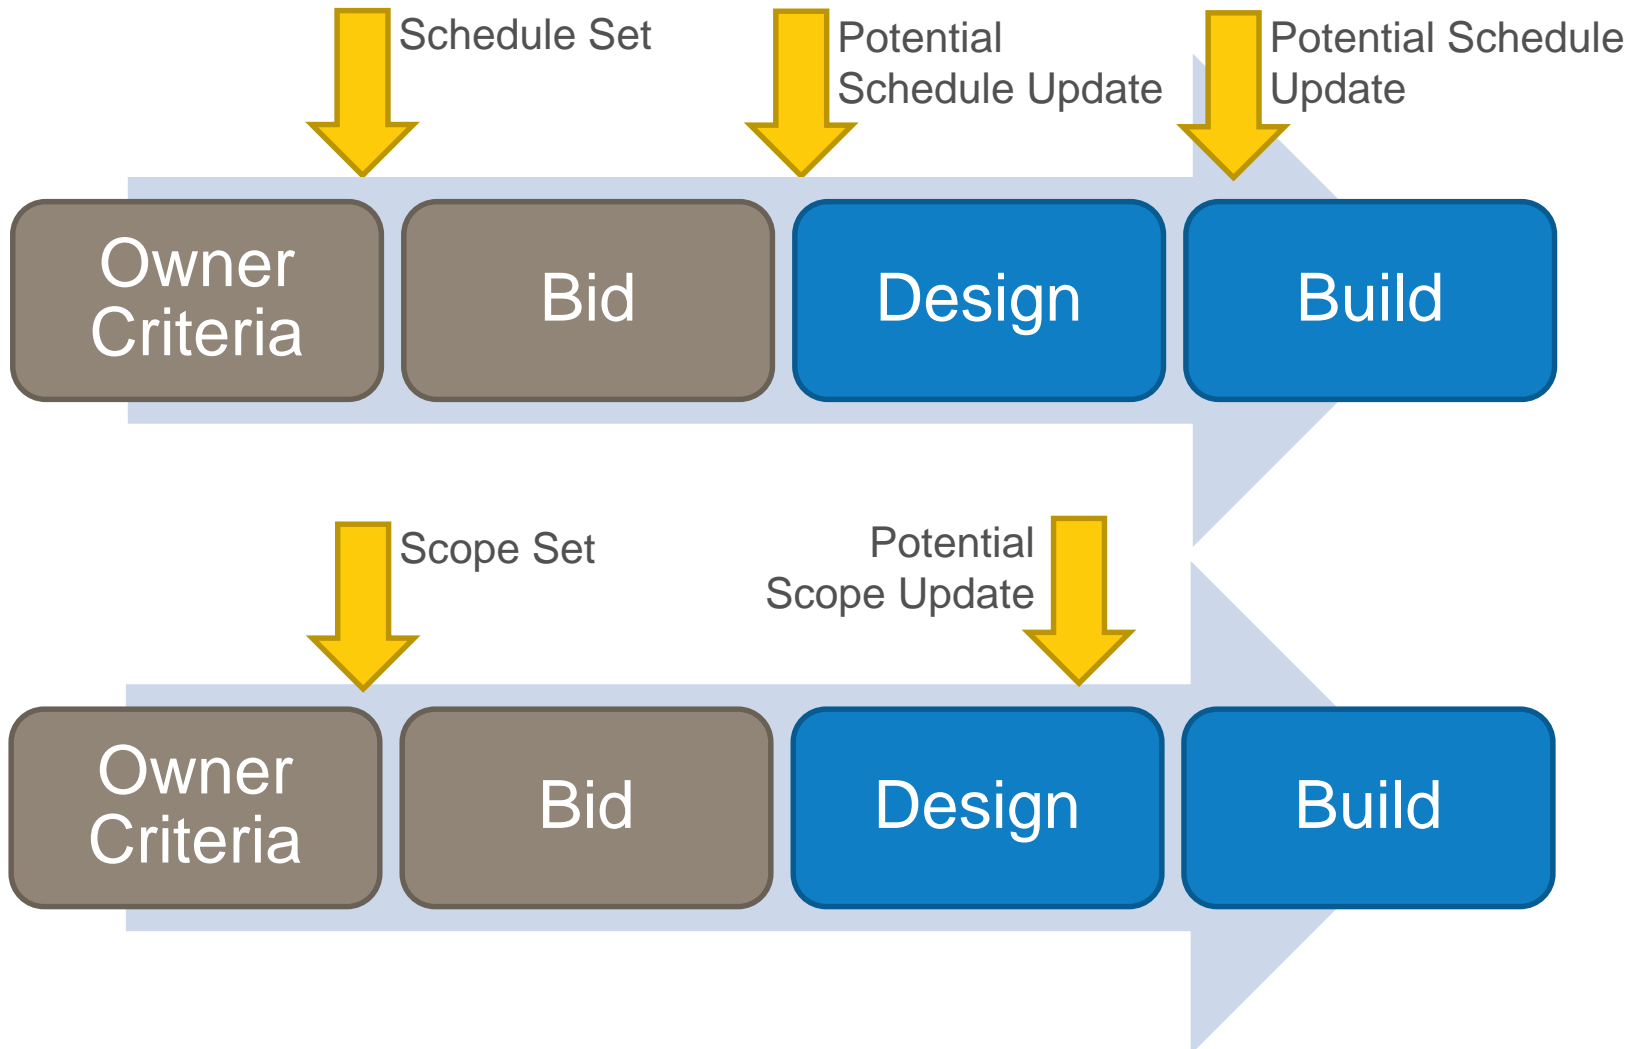 Schedule Set
Potential
Schedule Update
Potential Schedule
Update
Owner
Criteria
Bid
Design
Build
Scope Set
Potential
Scope Update
Owner
Criteria
Bid
Design
Build